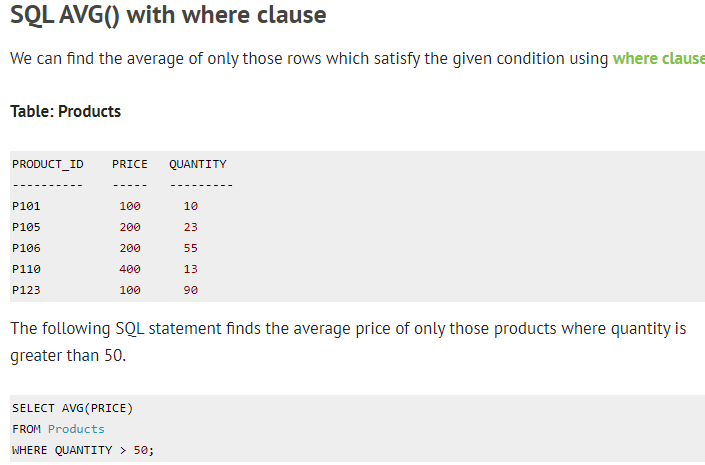 SQL AVG() with where clause
We can find the average of only those rows which satisfy the given condition using where clause
Table: Products
PRODUCT_ID PRICE QUANTITY
---------- ----- ---------
P101 100 10
P105 200 23
P106 200 55
P110 400 13
P123 100 90
The following SQL statement finds the average price of only those products where quantity is
greater than 50.
SELECT AVG(PRICE)
FROM Products
WHERE QUANTITY > 50;